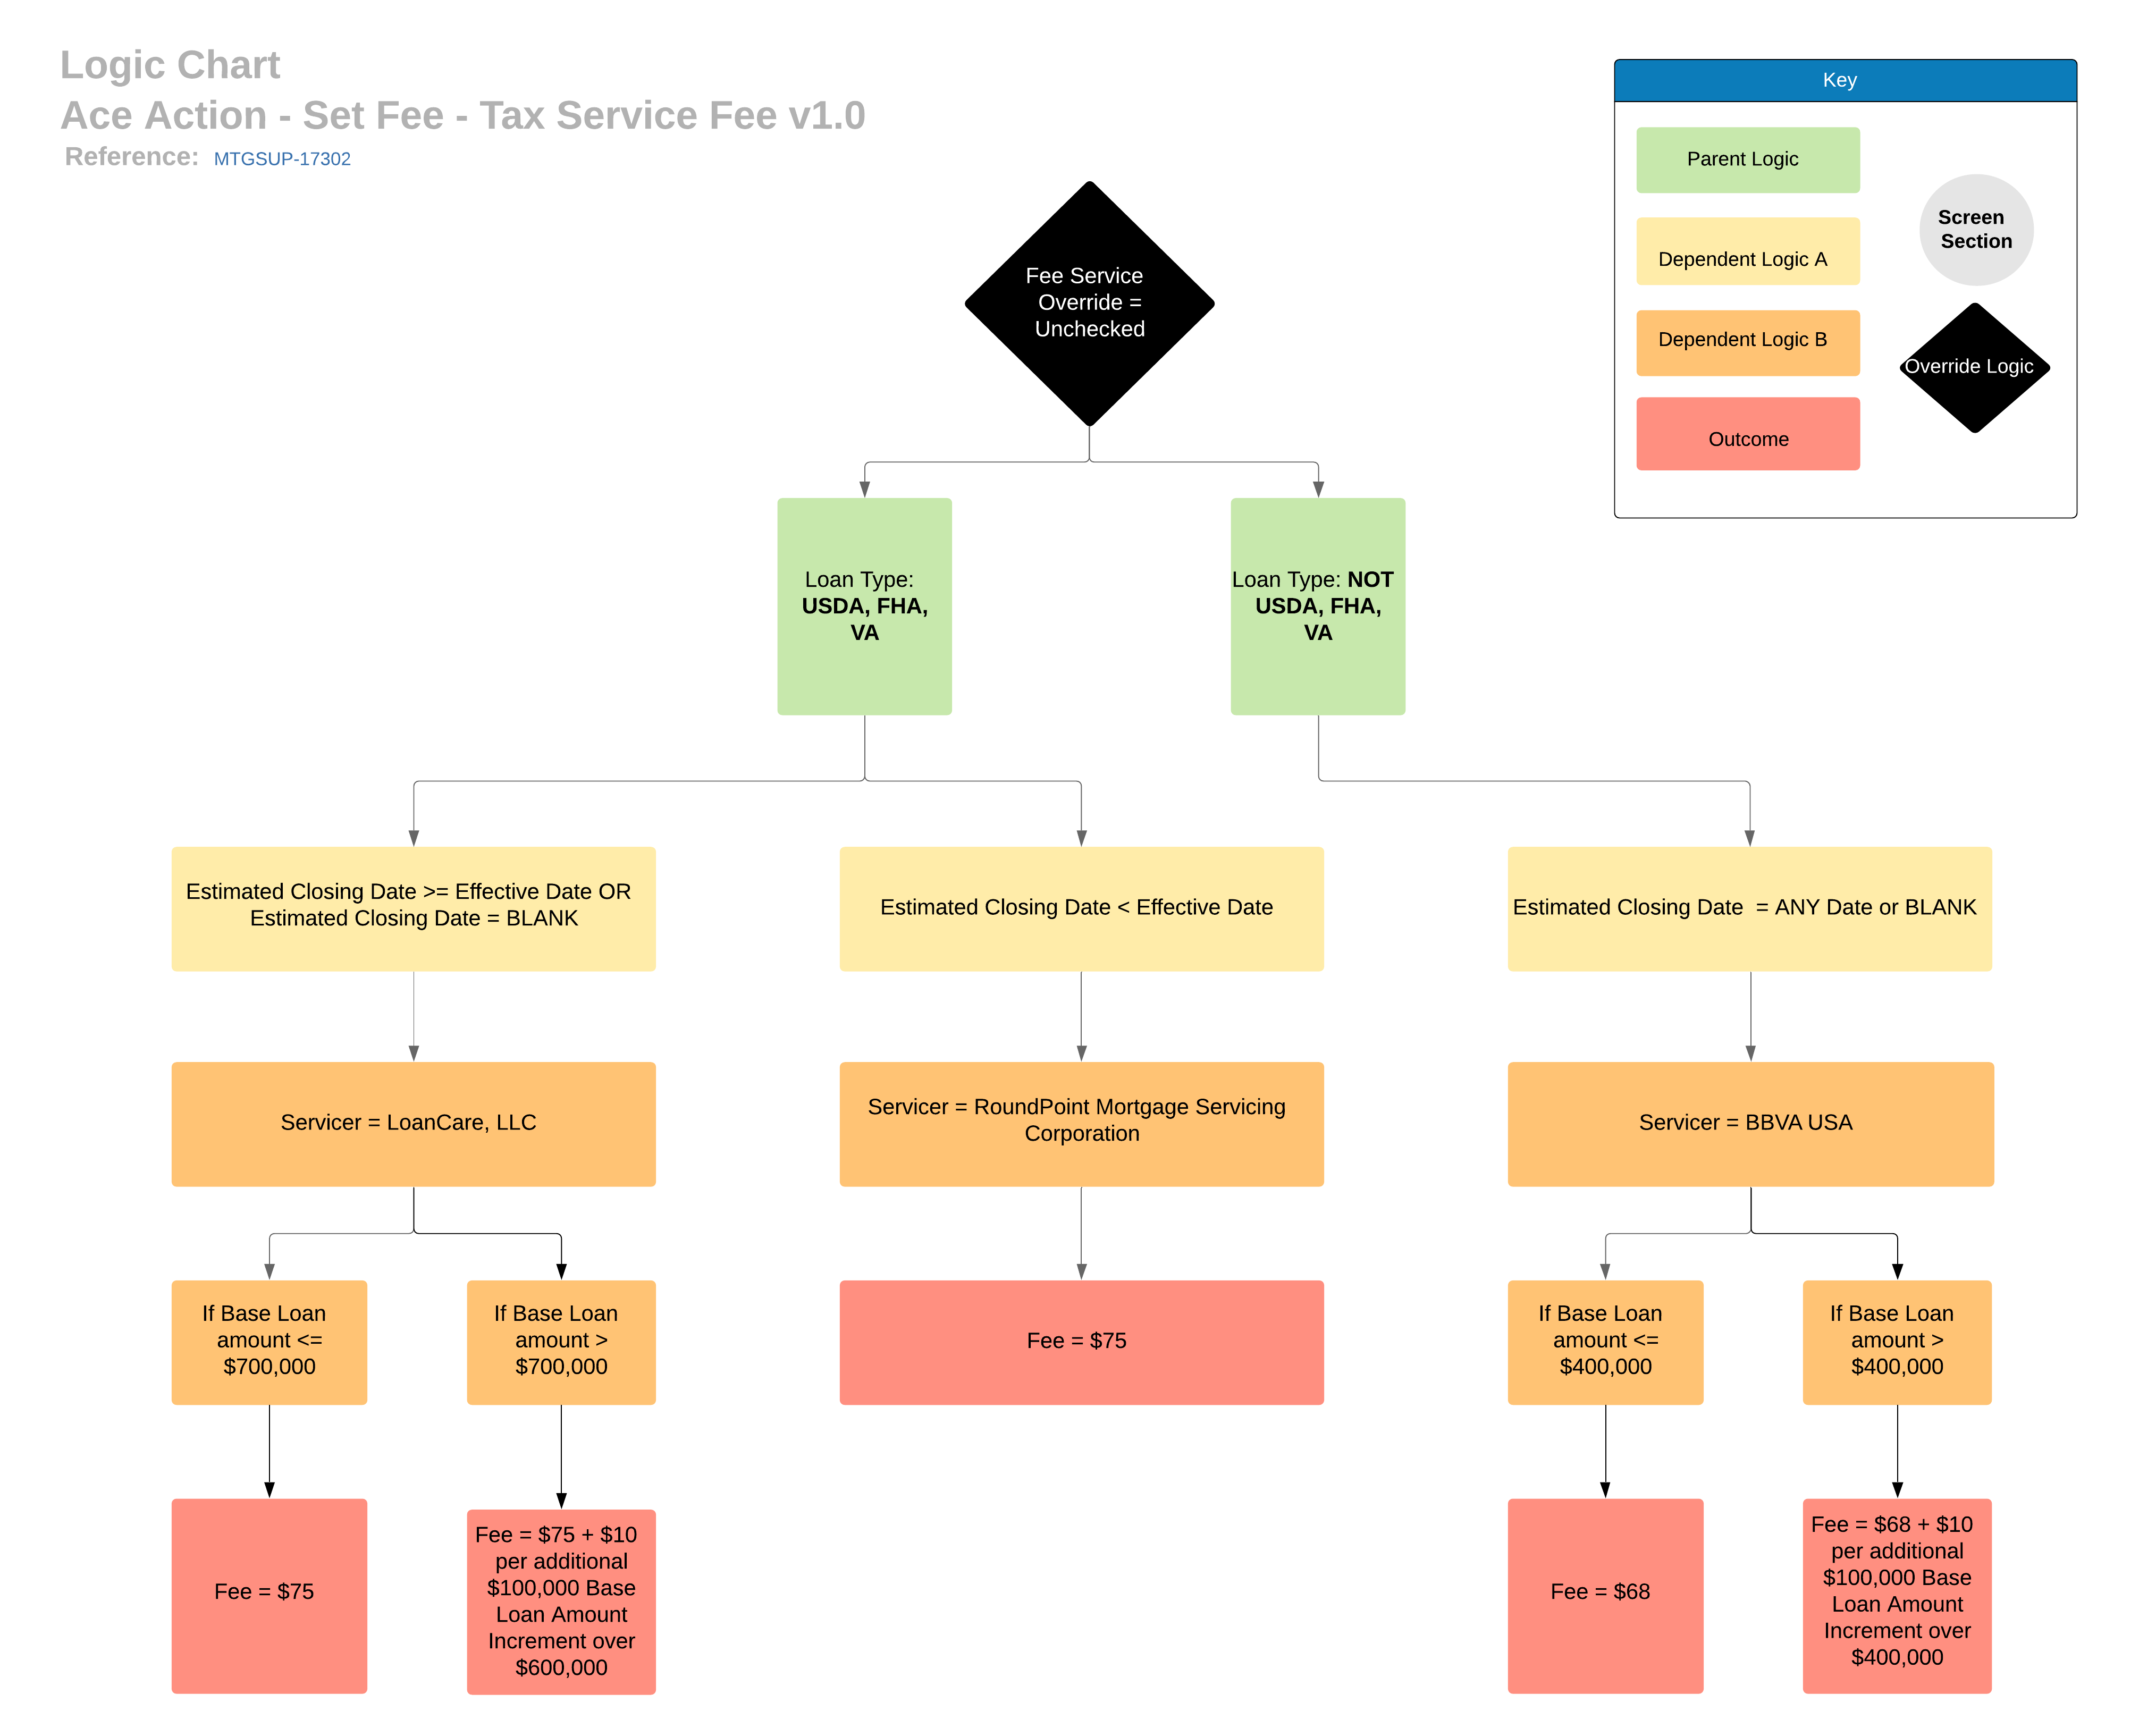 Logic Chart
Ace Action - Set Fee - Tax Service Fee v1.0
Reference: MTGSUP-17302
Key
Parent Logic
Dependent Logic A
Dependent Logic B
Outcome
Screen
Section
Override Logic
Fee Service
Override =
Unchecked
Loan Type:
USDA, FHA,
VA
Loan Type: NOT
USDA, FHA,
VA
Estimated Closing Date >= Effective Date OR
Estimated Closing Date = BLANK
Estimated Closing Date < Effective Date
Estimated Closing Date  = ANY Date or BLANK
Servicer = LoanCare, LLC
Servicer = RoundPoint Mortgage Servicing
Corporation
Servicer = BBVA USA
If Base Loan
amount <=
$700,000
If Base Loan
amount >
$700,000
Fee = $75
If Base Loan
amount <=
$400,000
If Base Loan
amount >
$400,000
Fee = $75
Fee = $75 + $10
per additional
$100,000 Base
Loan Amount
Increment over
$600,000
Fee = $68
Fee = $68 + $10
per additional
$100,000 Base
Loan Amount
Increment over
$400,000